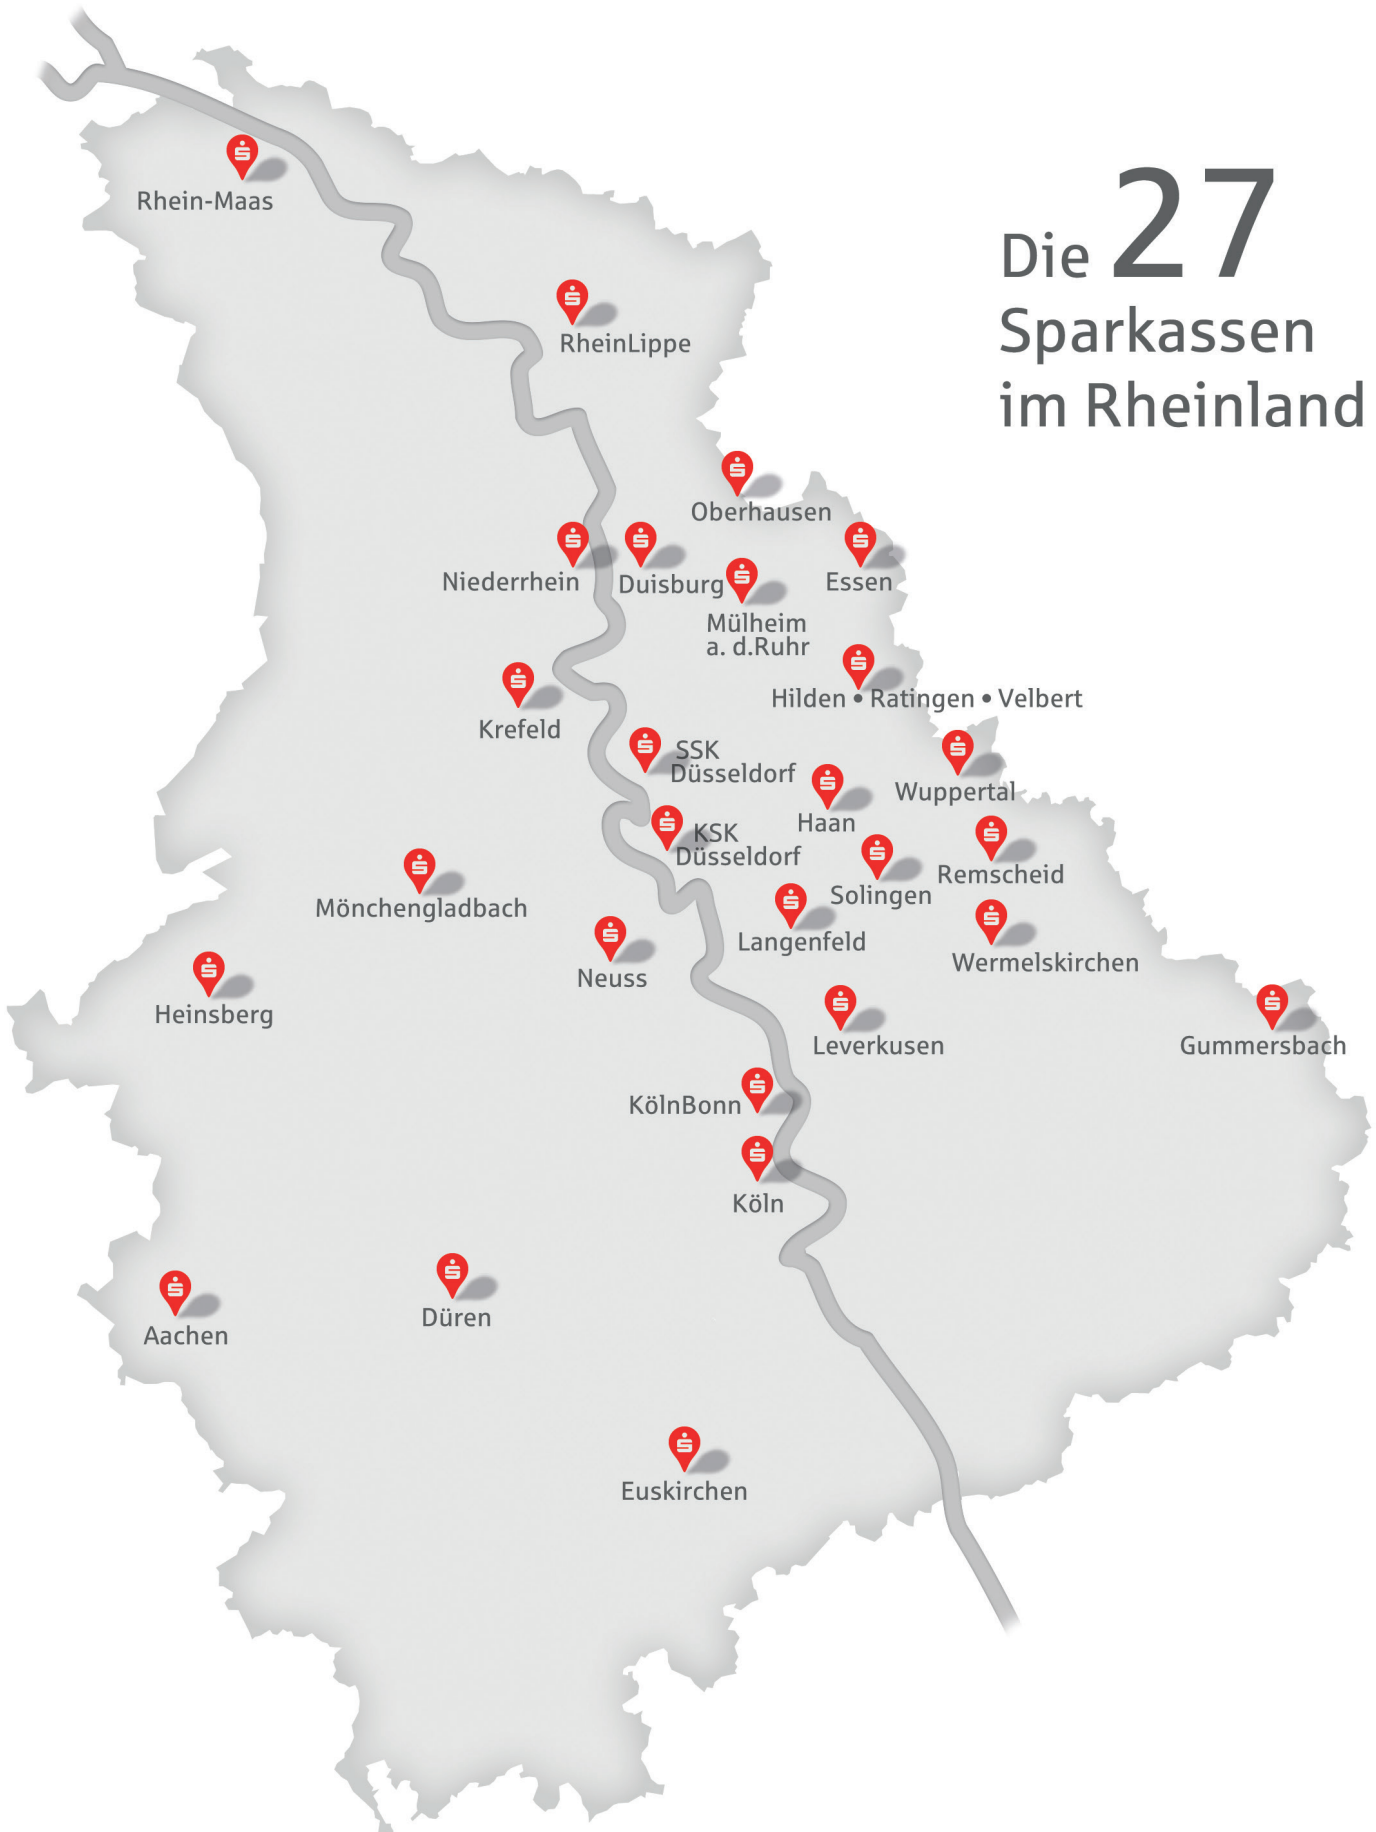 Die 27
Sparkassen
im Rheinland
Rhein-Maas
RheinLippe
Oberhausen
Niederrhein
Duisburg
Essen
Mülheim
a. d.Ruhr
Hilden • Ratingen • Velbert
Krefeld
SSK
Düsseldorf
Wuppertal
Haan
KSK
Düsseldorf
Remscheid
Solingen
Mönchengladbach
Langenfeld
Wermelskirchen
Neuss
Heinsberg
Leverkusen
Gummersbach
KölnBonn
Köln
Düren
Aachen
Euskirchen